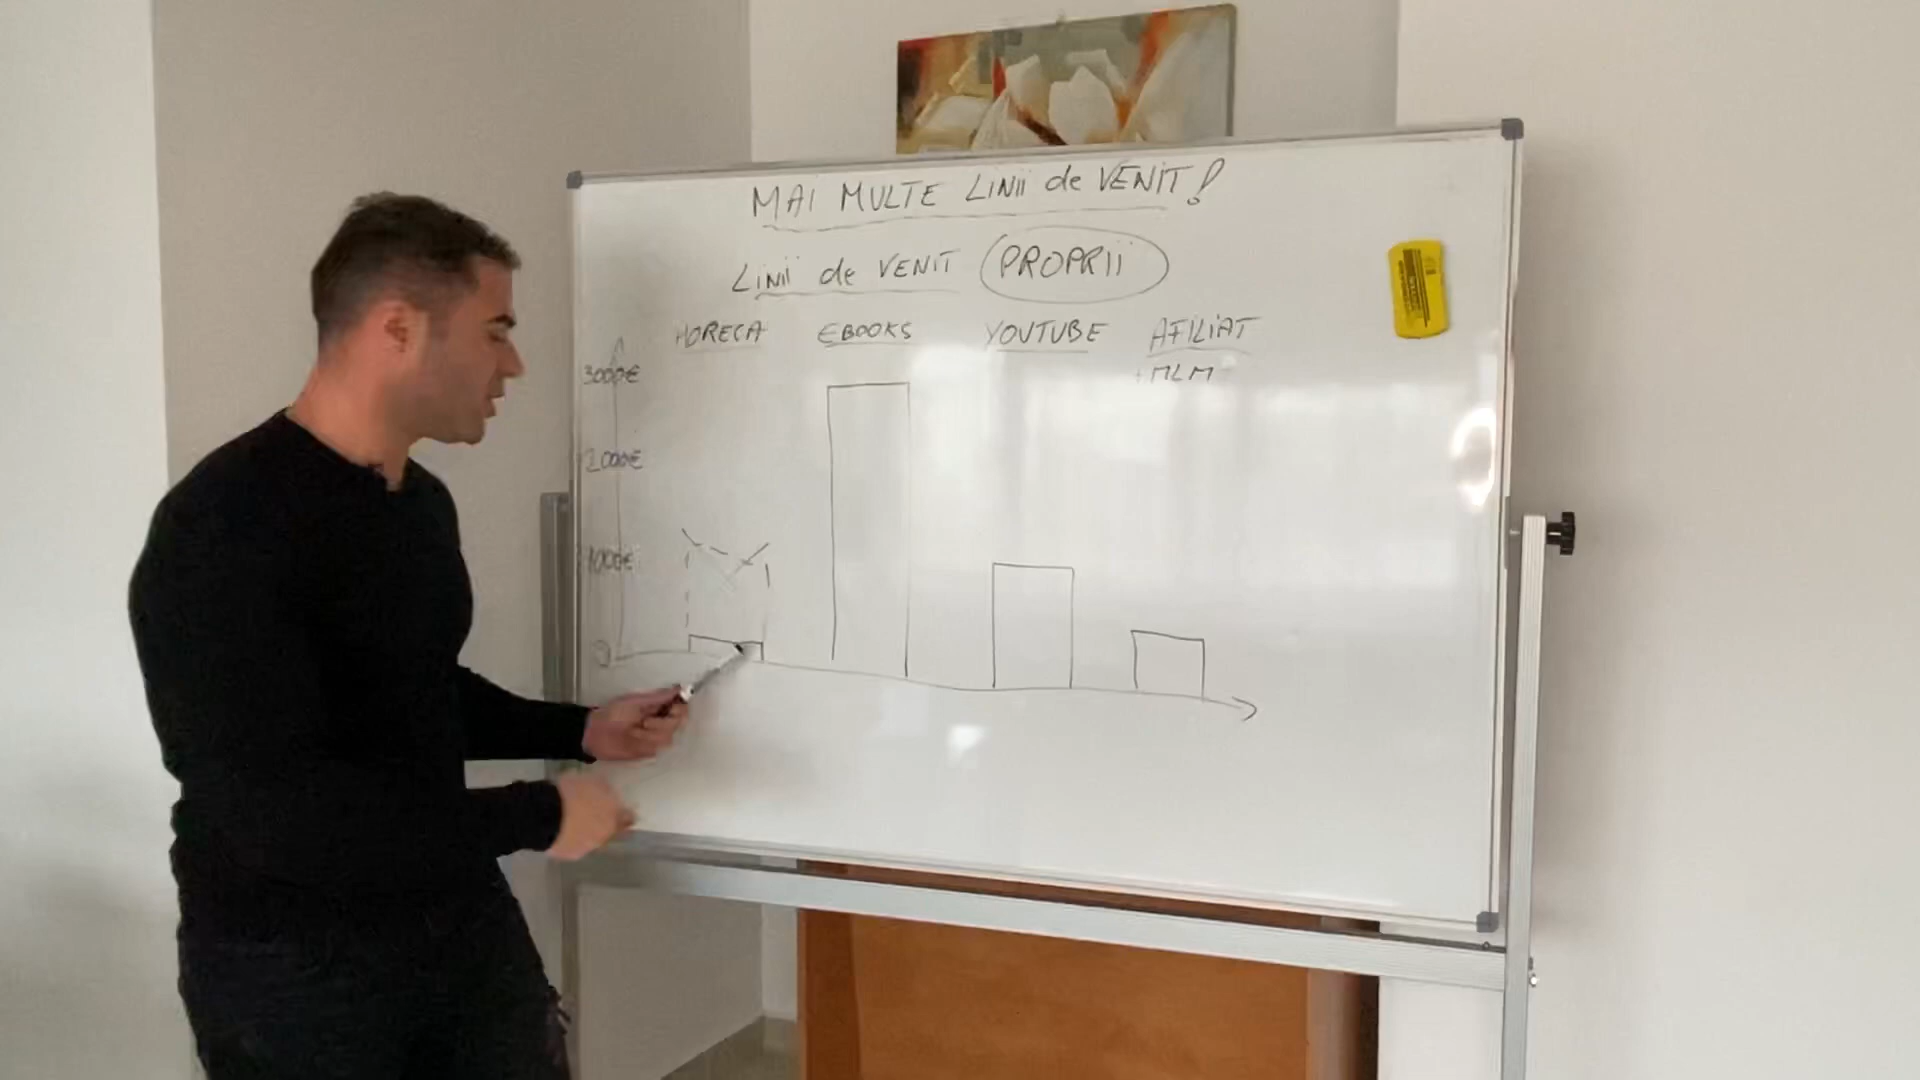 MAI MULTE LINII de VENIT!
LINII de VENIT PROPRII
HORECA EBOOKS YOUTUBE AFILIAT
+ MLM
3000€
2000€
1000€
0